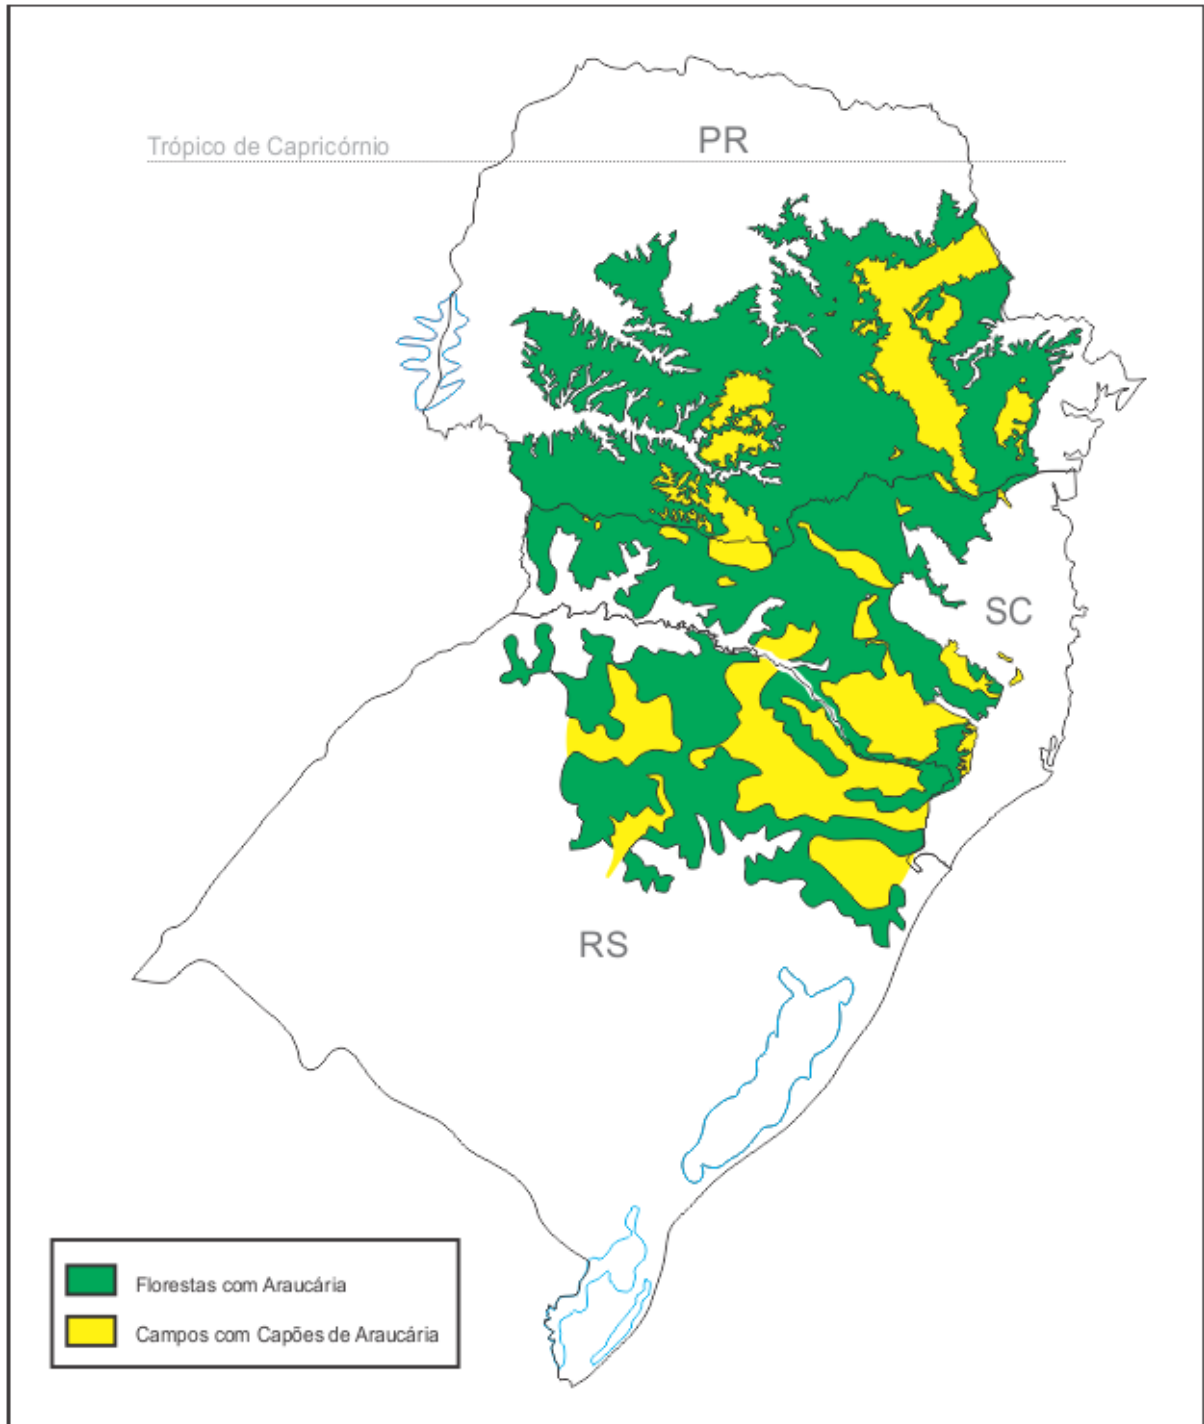 PR
Trópico de Capricórnio
SC
RS
Florestas com Araucária
Campos com Capões de Araucária